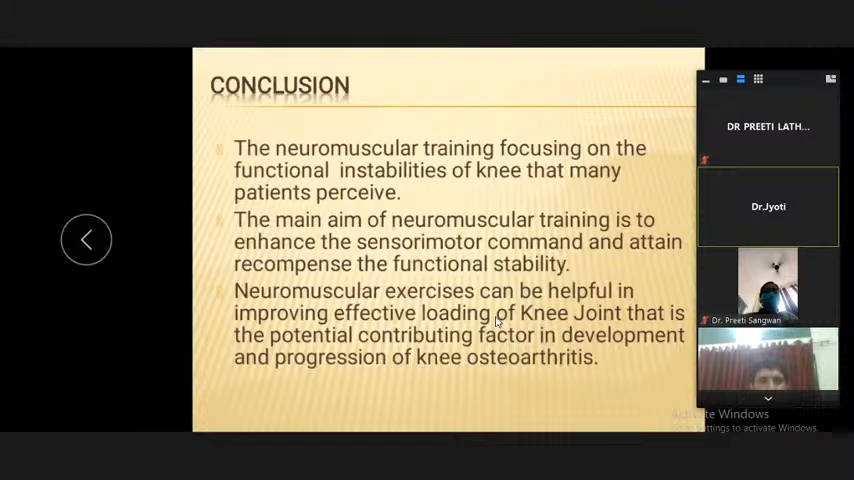 CONCLUSION
The neuromuscular training focusing on the
functional instabilities of knee that many
patients perceive.
The main aim of neuromuscular training is to
enhance the sensorimotor command and attain
recompense the functional stability.
Neuromuscular exercises can be helpful in
improving effective loading of Knee Joint that is
the potential contributing factor in development
and progression of knee osteoarthritis.
DR PREETI LATH...
Dr.Jyoti
Dr. Preeti Sangwan
Activate Windows
to activate Windows.